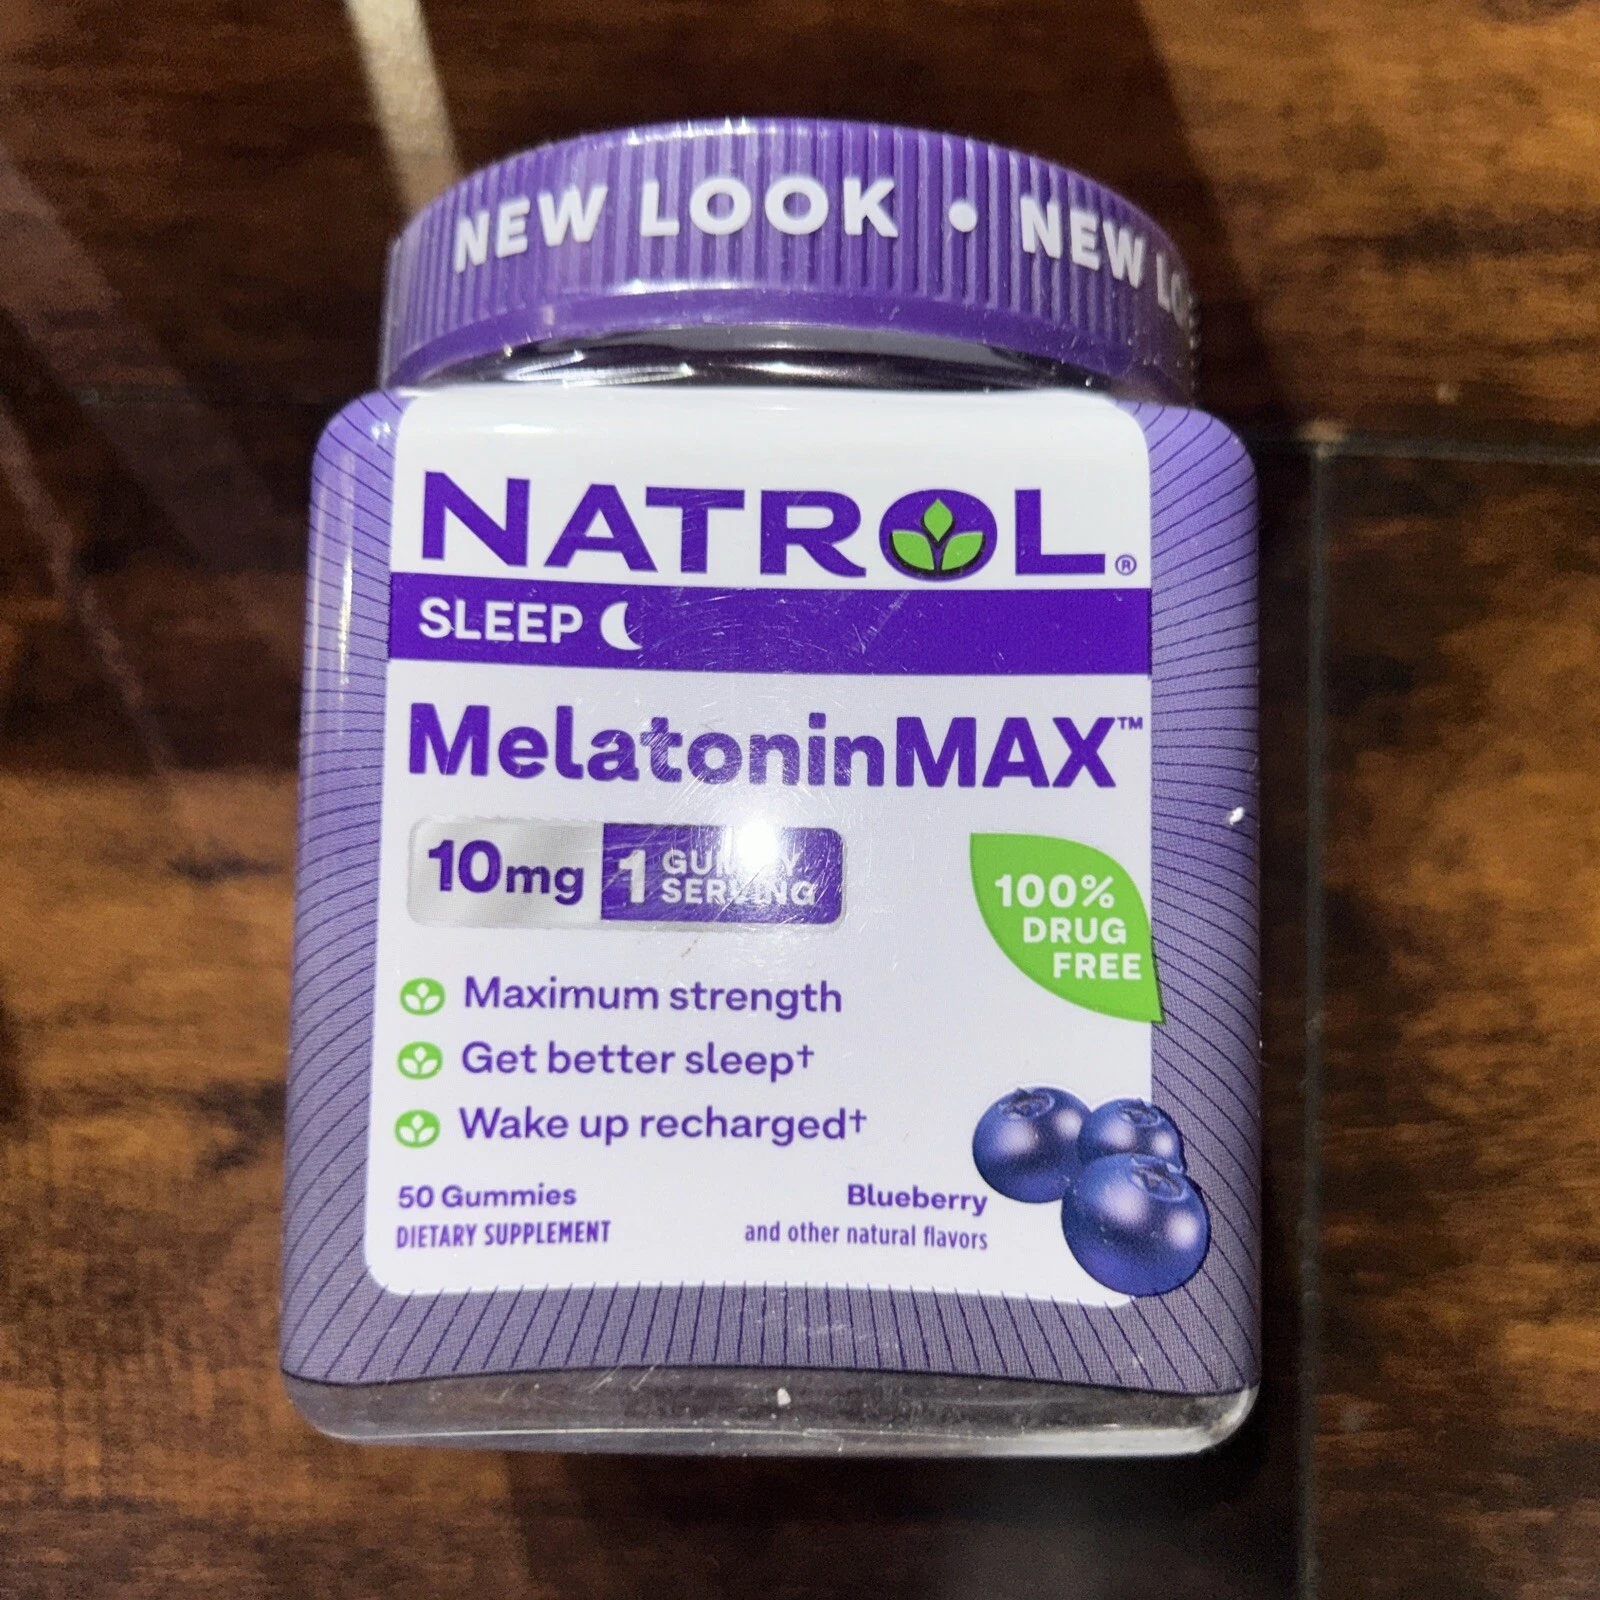 NEW LOOK • NEW LO
NATROL®
SLEEP
MelatoninMAX™
10mg 1 GUMMY
SERVING
100%
DRUG
FREE
Maximum strength
Get better sleep†
Wake up recharged†
50 Gummies
DIETARY SUPPLEMENT
Blueberry
and other natural flavors